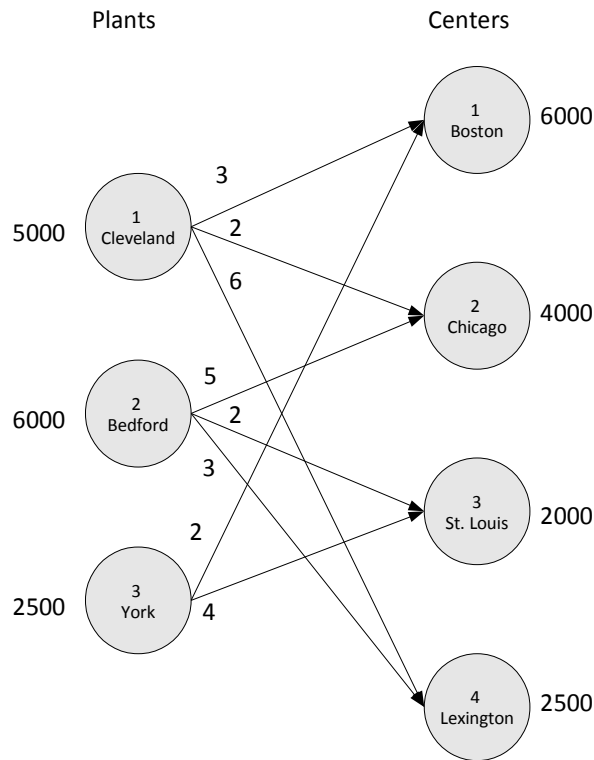 Plants
Centers
1
Boston
6000
3
1
Cleveland
5000
2
6
2
Chicago
4000
5
2
Bedford
6000
2
3
3
St. Louis
2000
2
3
York
2500
4
4
Lexington
2500